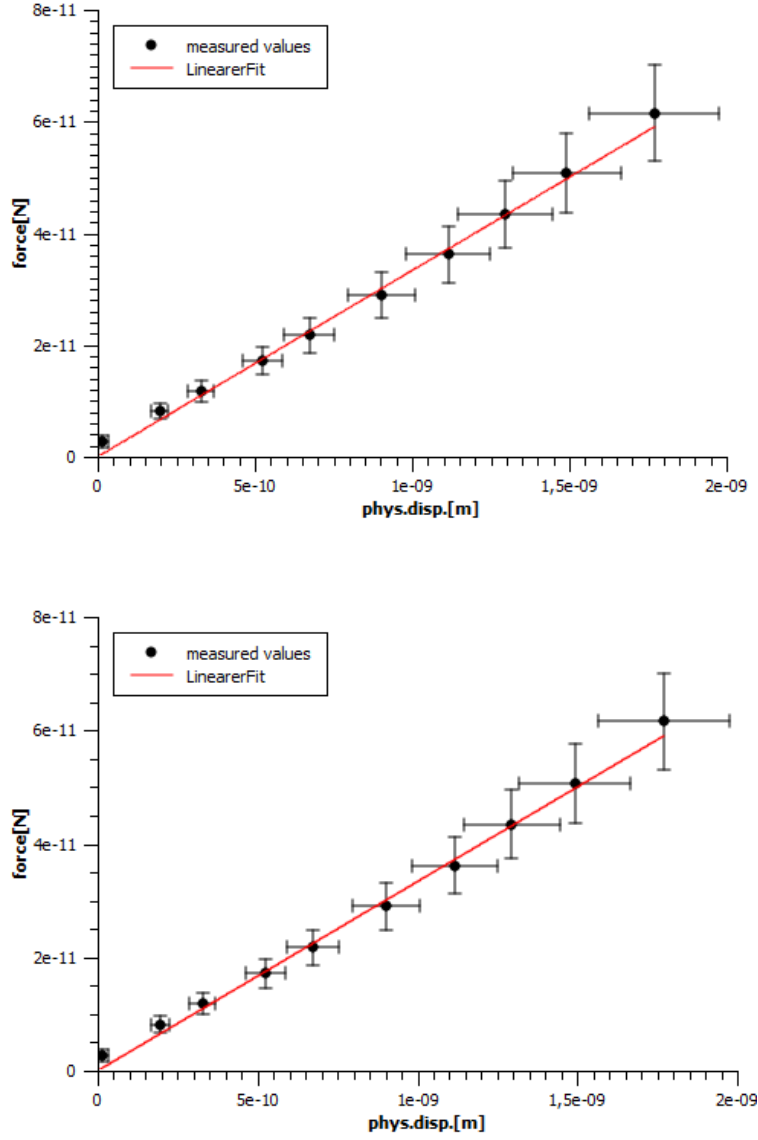 8e-11
measured values
LinearerFit
6e-11
force[N]
4e-11
2e-11
0
0 5e-10 1e-09 1,5e-09 2e-09
phys.disp.[m]
8e-11
measured values
LinearerFit
6e-11
force[N]
4e-11
2e-11
0
0 5e-10 1e-09 1,5e-09 2e-09
phys.disp.[m]